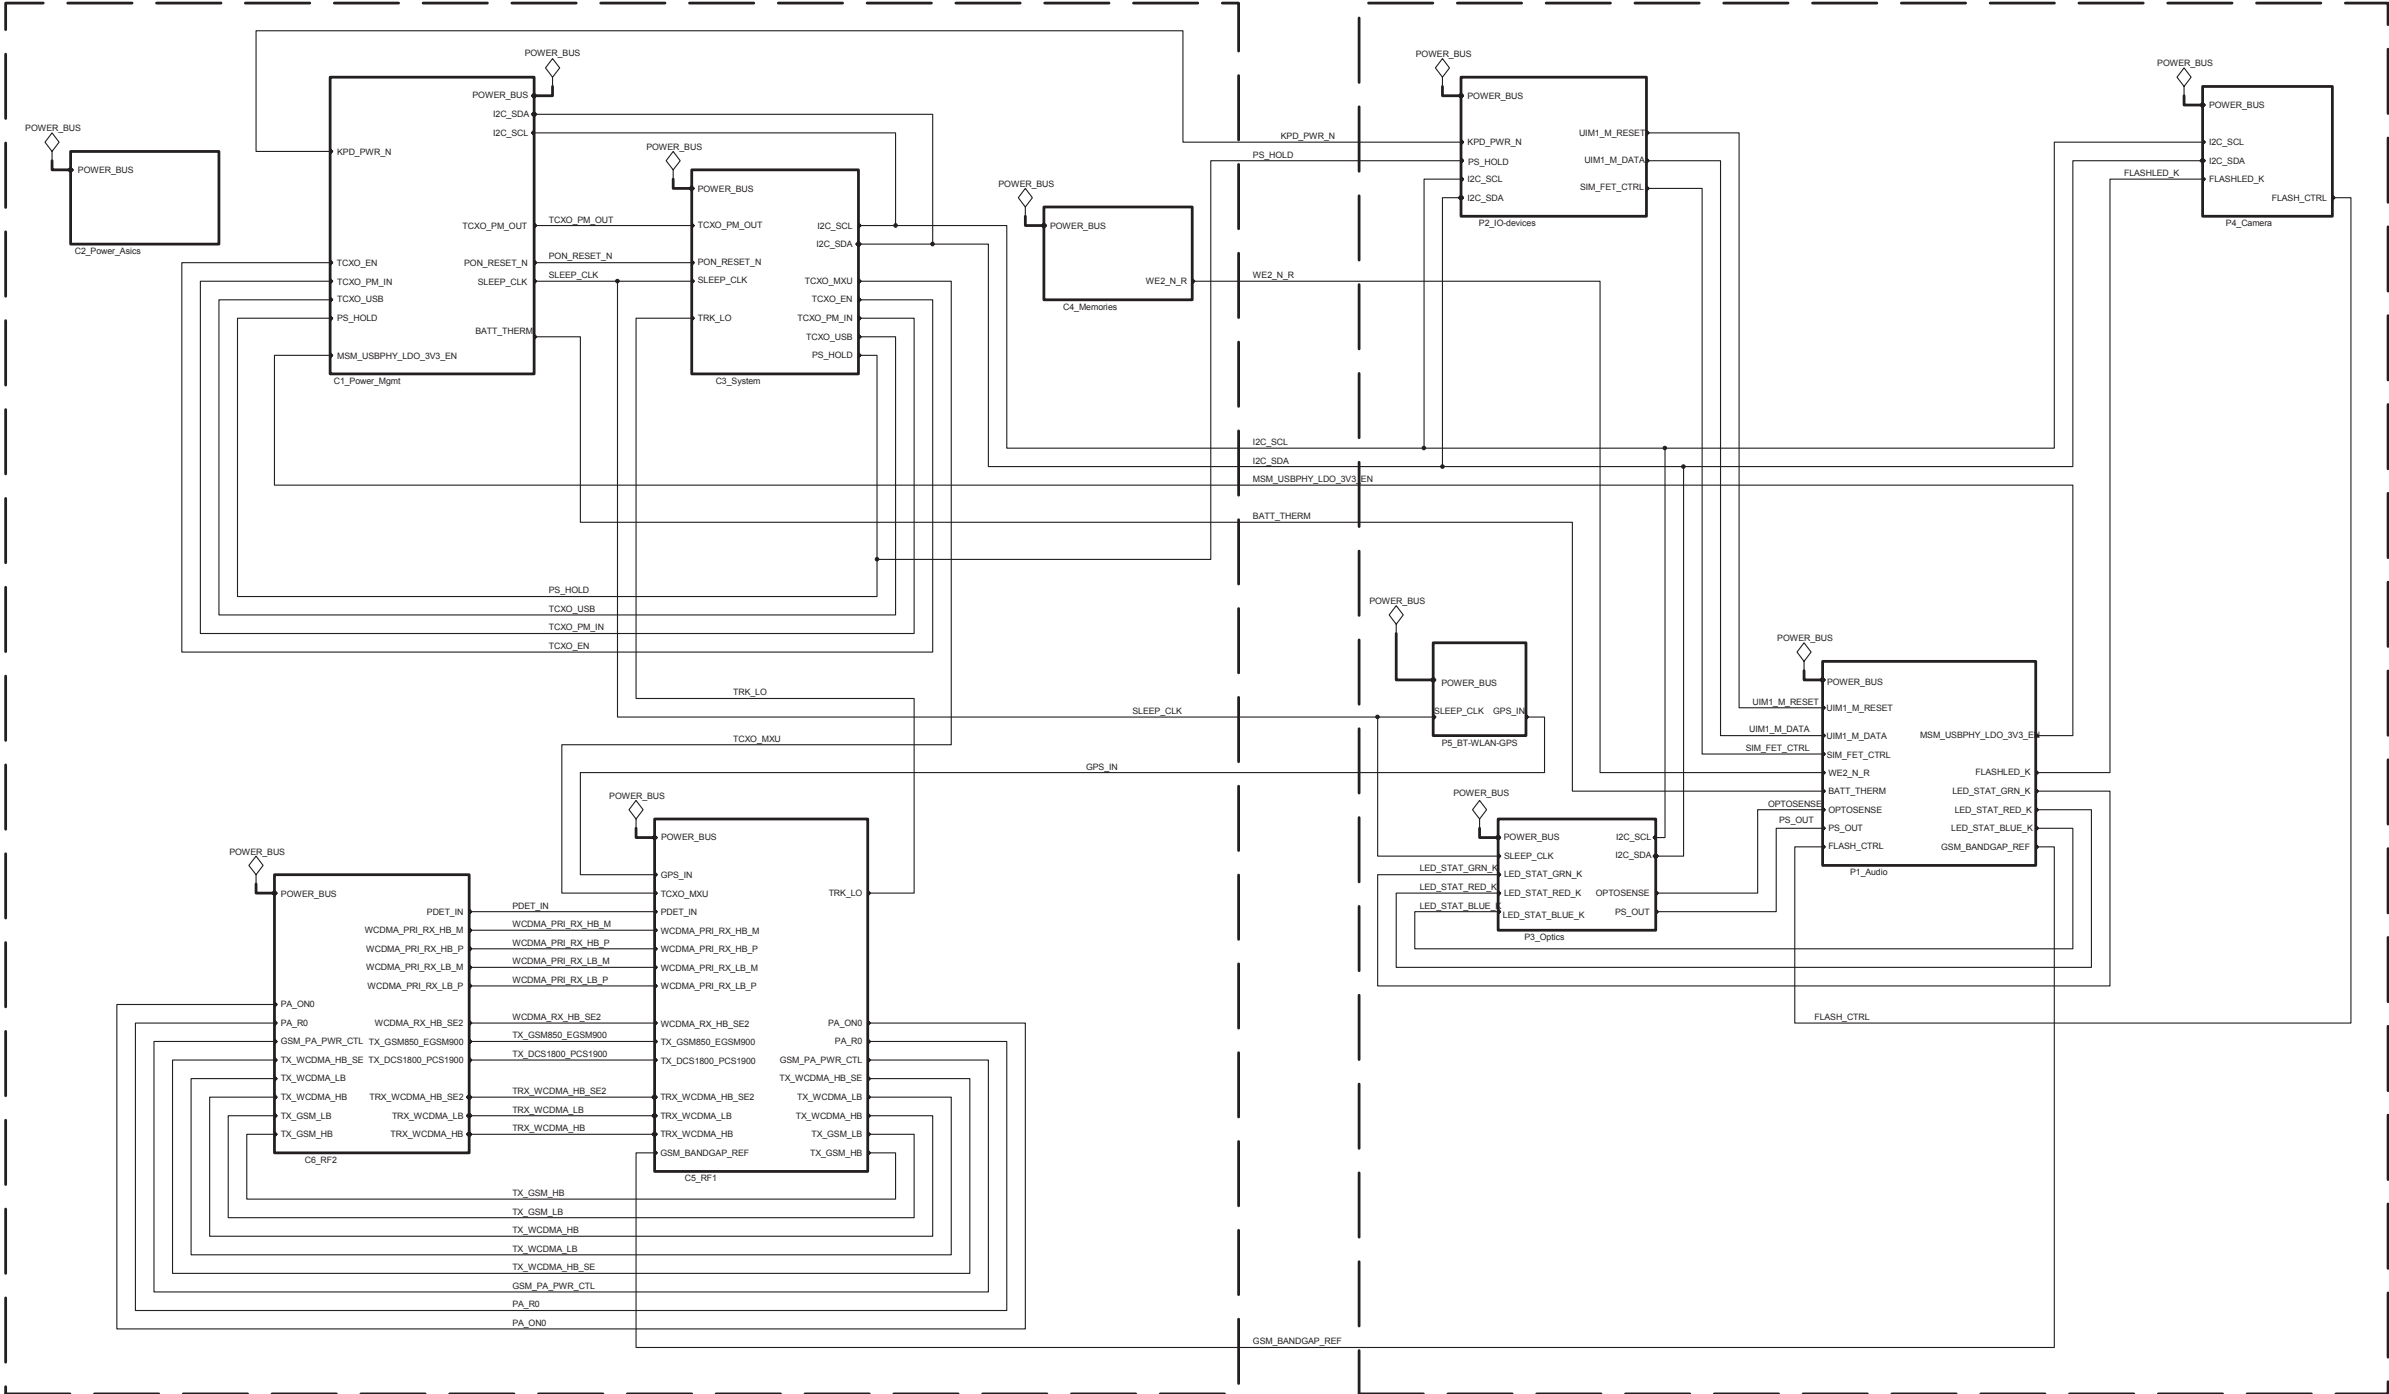 POWER_BUS
POWER_BUS
C2_Power_Asics
POWER_BUS
POWER_BUS
I2C_SDA
I2C_SCL
KPD_PWR_N
TCXO_PM_OUT
TCXO_EN
PON_RESET_N
TCXO_PM_IN
SLEEP_CLK
TCXO_USB
PS_HOLD
BATT_THERM
MSM_USBPHY_LDO_3V3_EN
C1_Power_Mgmt
TCXO_PM_OUT
PON_RESET_N
SLEEP_CLK
POWER_BUS
POWER_BUS
TCXO_PM_OUT
I2C_SCL
I2C_SDA
PON_RESET_N
SLEEP_CLK
TCXO_MXU
TCXO_EN
TRK_LO
TCXO_PM_IN
TCXO_USB
PS_HOLD
C3_System
POWER_BUS
POWER_BUS
WE2_N_R
C4_Memories
KPD_PWR_N
PS_HOLD
WE2_N_R
I2C_SCL
I2C_SDA
MSM_USBPHY_LDO_3V3_EN
BATT_THERM
PS_HOLD
TCXO_USB
TCXO_PM_IN
TCXO_EN
TRK_LO
SLEEP_CLK
TCXO_MXU
GPS_IN
POWER_BUS
POWER_BUS
KPD_PWR_N
PS_HOLD
I2C_SCL
I2C_SDA
UIM1_M_RESET
UIM1_M_DATA
SIM_FET_CTRL
P2_IO-devices
POWER_BUS
POWER_BUS
I2C_SCL
I2C_SDA
FLASHLED_K
FLASHLED_K
FLASH_CTRL
P4_Camera
POWER_BUS
POWER_BUS
SLEEP_CLK
GPS_IN
P5_BT-WLAN-GPS
POWER_BUS
POWER_BUS
UIM1_M_RESET
UIM1_M_RESET
UIM1_M_DATA
UIM1_M_DATA
MSM_USBPHY_LDO_3V3_EN
SIM_FET_CTRL
SIM_FET_CTRL
WE2_N_R
FLASHLED_K
BATT_THERM
LED_STAT_GRN_K
OPTOSENSE
OPTOSENSE
LED_STAT_RED_K
PS_OUT
PS_OUT
LED_STAT_BLUE_K
FLASH_CTRL
GSM_BANDGAP_REF
P1_Audio
POWER_BUS
POWER_BUS
I2C_SCL
SLEEP_CLK
I2C_SDA
LED_STAT_GRN_K
LED_STAT_GRN_K
LED_STAT_RED_K
LED_STAT_RED_K
OPTOSENSE
LED_STAT_BLUE_K
LED_STAT_BLUE_K
PS_OUT
P3_Optics
FLASH_CTRL
POWER_BUS
POWER_BUS
PDET_IN
WCDMA_PRI_RX_HB_M
WCDMA_PRI_RX_HB_P
WCDMA_PRI_RX_LB_M
WCDMA_PRI_RX_LB_P
PA_ON0
PA_R0
WCDMA_RX_HB_SE2
GSM_PA_PWR_CTL
TX_GSM850_EGSM900
TX_WCDMA_HB_SE
TX_DCS1800_PCS1900
TX_WCDMA_LB
TX_WCDMA_HB
TRX_WCDMA_HB_SE2
TX_GSM_LB
TRX_WCDMA_LB
TX_GSM_HB
TRX_WCDMA_HB
C6_RF2
PDET_IN
WCDMA_PRI_RX_HB_M
WCDMA_PRI_RX_HB_P
WCDMA_PRI_RX_LB_M
WCDMA_PRI_RX_LB_P
WCDMA_RX_HB_SE2
TX_GSM850_EGSM900
TX_DCS1800_PCS1900
TRX_WCDMA_HB_SE2
TRX_WCDMA_LB
TRX_WCDMA_HB
POWER_BUS
POWER_BUS
GPS_IN
TCXO_MXU
TRK_LO
PDET_IN
WCDMA_PRI_RX_HB_M
WCDMA_PRI_RX_HB_P
WCDMA_PRI_RX_LB_M
WCDMA_PRI_RX_LB_P
WCDMA_RX_HB_SE2
PA_ON0
TX_GSM850_EGSM900
PA_R0
TX_DCS1800_PCS1900
GSM_PA_PWR_CTL
TX_WCDMA_HB_SE
TRX_WCDMA_HB_SE2
TX_WCDMA_LB
TRX_WCDMA_LB
TX_WCDMA_HB
TRX_WCDMA_HB
TX_GSM_LB
GSM_BANDGAP_REF
TX_GSM_HB
C5_RF1
TX_GSM_HB
TX_GSM_LB
TX_WCDMA_HB
TX_WCDMA_LB
TX_WCDMA_HB_SE
GSM_PA_PWR_CTL
PA_R0
PA_ON0
GSM_BANDGAP_REF